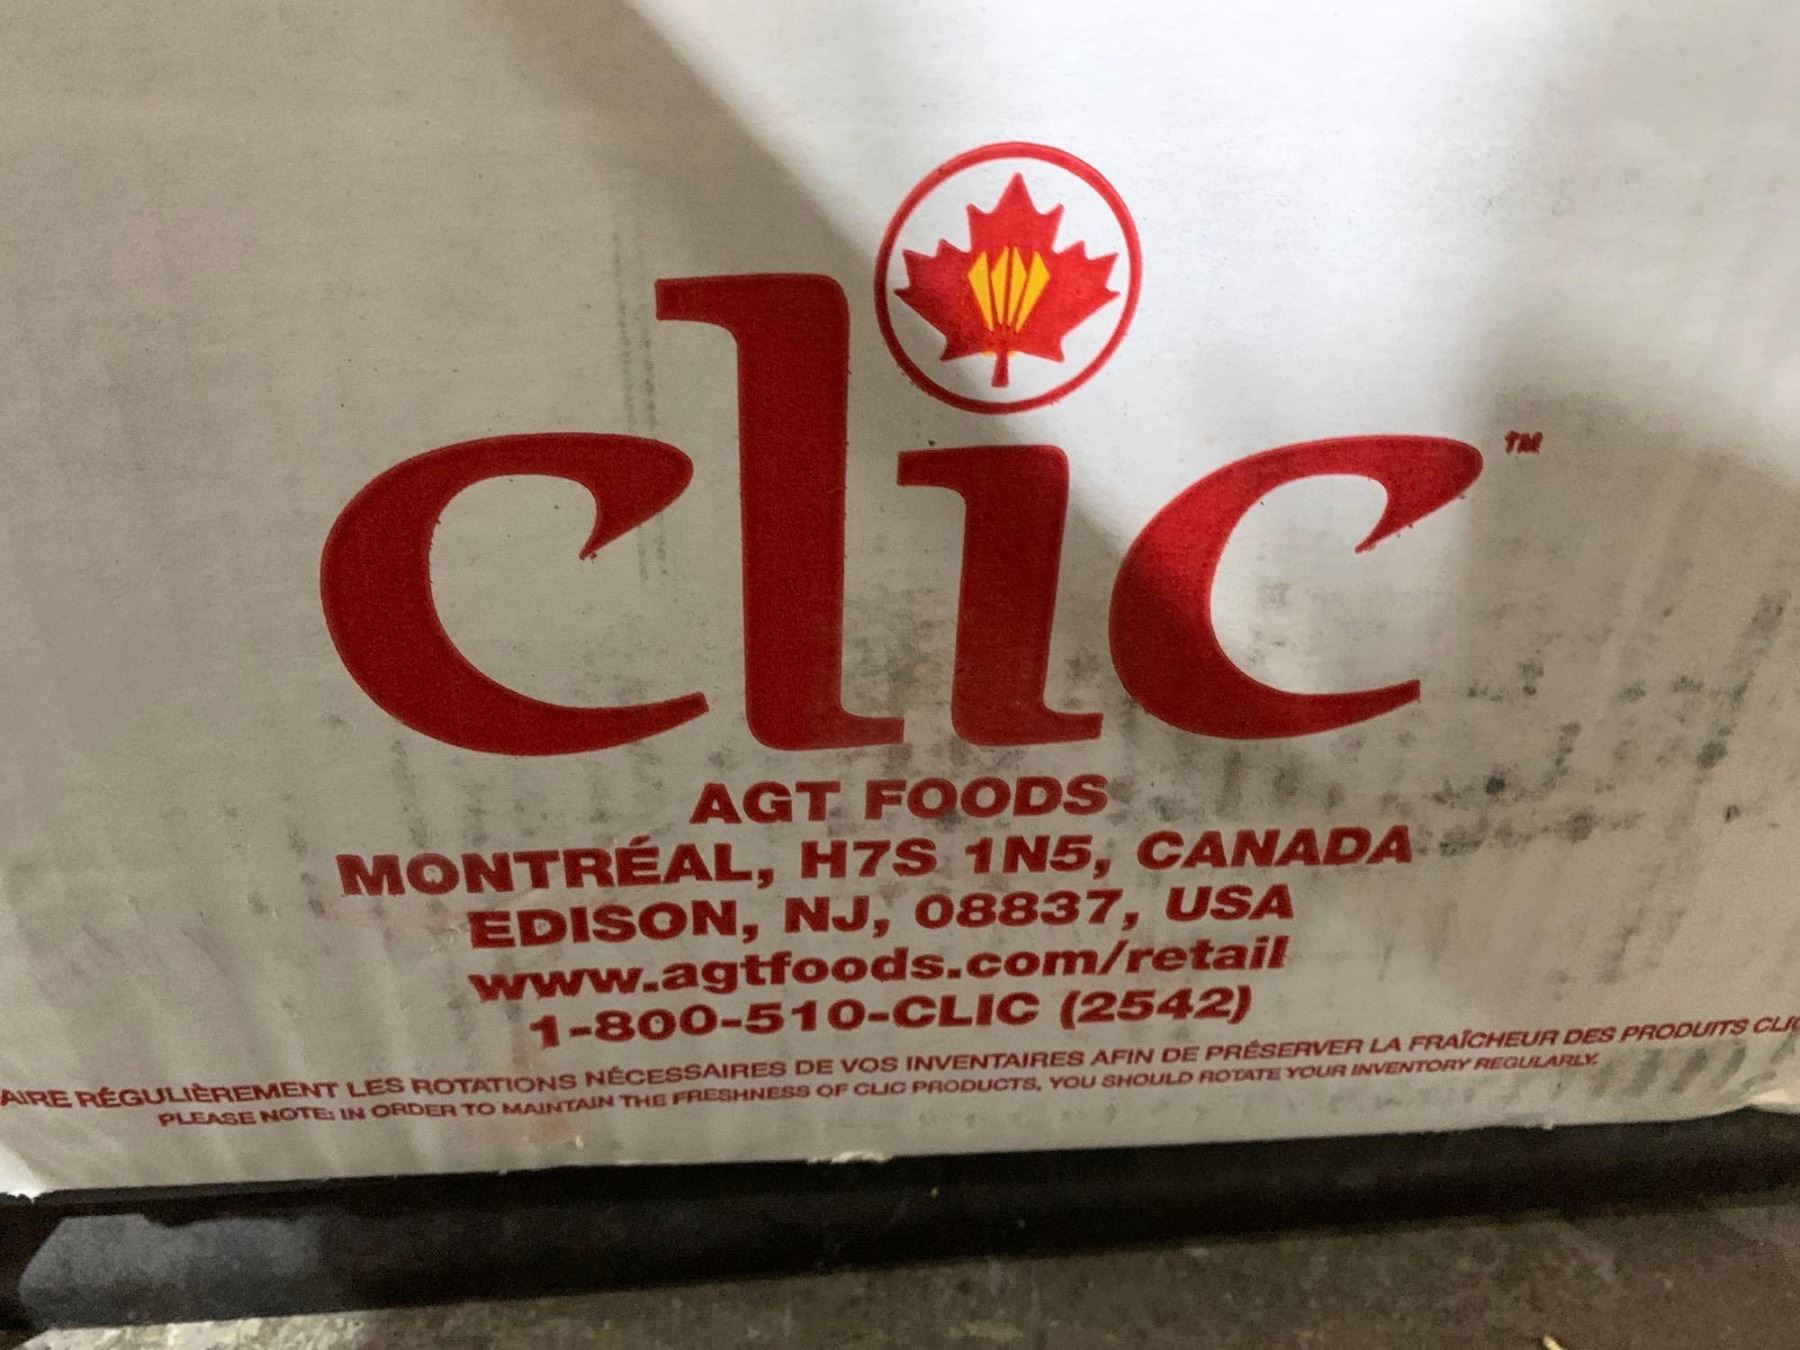 clic™
AGT FOODS
MONTRÉAL, H7S 1N5, CANADA
EDISON, NJ, 08837, USA
www.agtfoods.com/retail
1-800-510-CLIC (2542)
AIRE RÉGULIÈREMENT LES ROTATIONS NÉCESSAIRES DE VOS INVENTAIRES AFIN DE PRÉSERVER LA FRAÎCHEUR DES PRODUITS CLIC
PLEASE NOTE: IN ORDER TO MAINTAIN THE FRESHNESS OF CLIC PRODUCTS, YOU SHOULD ROTATE YOUR INVENTORY REGULARLY.